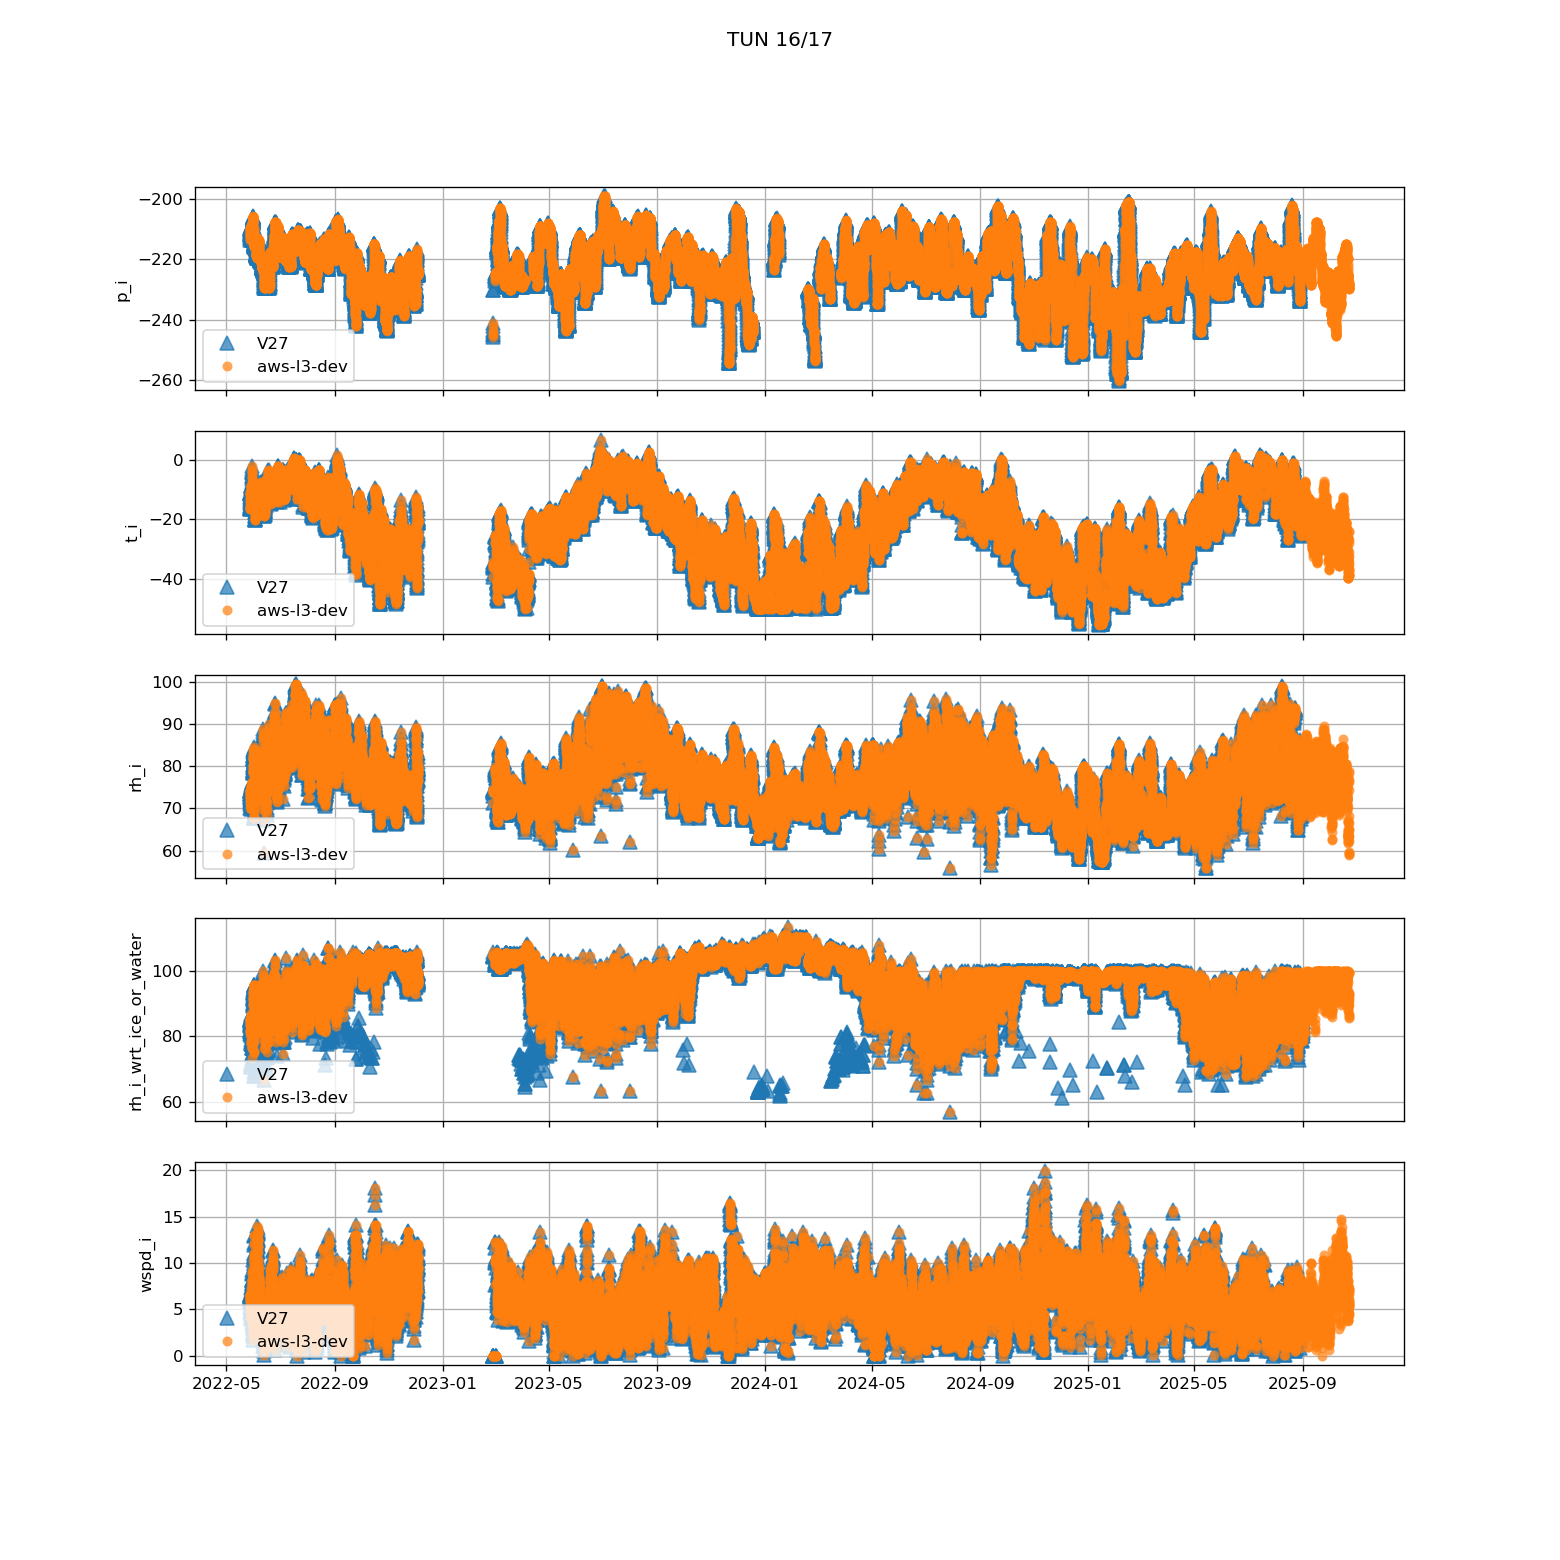 TUN 16/17
−200
−220
−240
−260
p_i
V27
aws-l3-dev
0
−20
−40
t_i
V27
aws-l3-dev
100
90
80
70
60
rh_i
V27
aws-l3-dev
100
80
60
rh_i_wrt_ice_or_water
V27
aws-l3-dev
20
15
10
5
0
wspd_i
V27
aws-l3-dev
2022-05 2022-09 2023-01 2023-05 2023-09 2024-01 2024-05 2024-09 2025-01 2025-05 2025-09